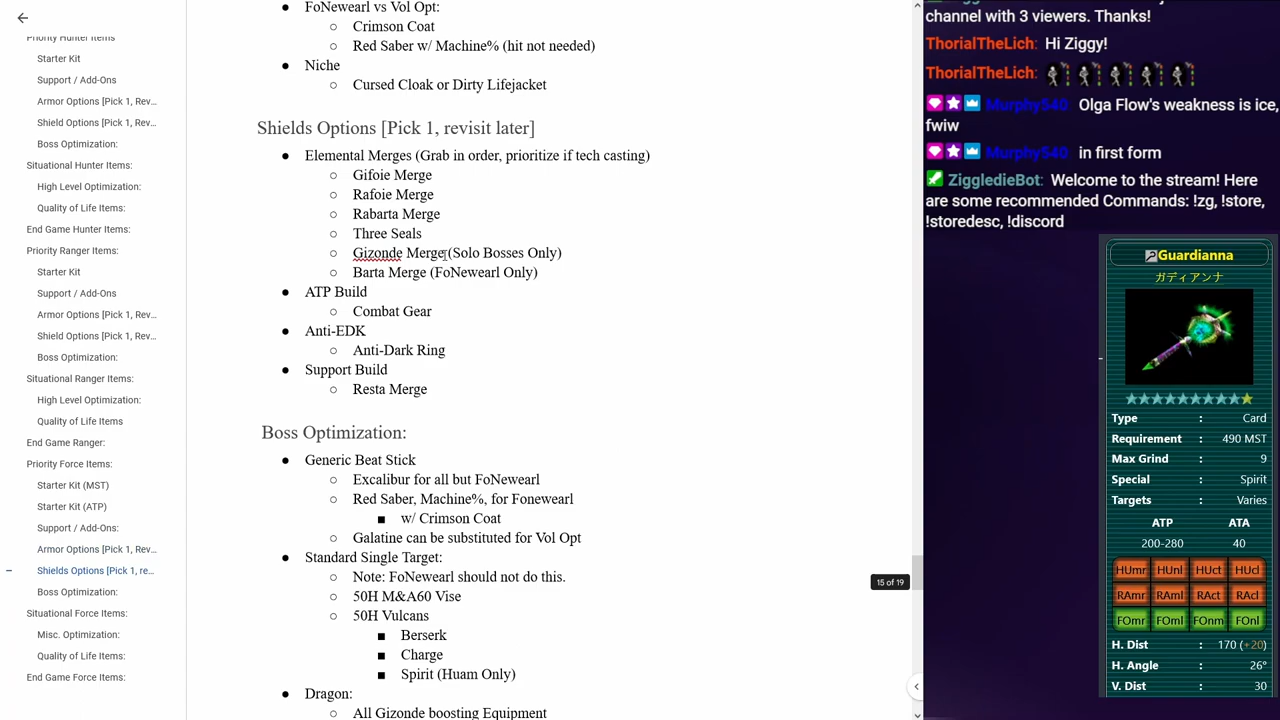 Priority Hunter Items
Starter Kit
Support / Add-Ons
Armor Options [Pick 1, Rev...
Shield Options [Pick 1, Rev...
Boss Optimization:
Situational Hunter Items:
High Level Optimization:
Quality of Life Items:
End Game Hunter Items:
Priority Ranger Items:
Starter Kit
Support / Add-Ons:
Armor Options [Pick 1, Rev...
Shield Options [Pick 1, Rev...
Boss Optimization:
Situational Ranger Items:
High Level Optimization:
Quality of Life Items
End Game Ranger:
Priority Force Items:
Starter Kit (MST)
Starter Kit (ATP)
Support / Add-Ons:
Armor Options [Pick 1, Rev...
Shields Options [Pick 1, re...
Boss Optimization:
Situational Force Items:
Misc. Optimization:
Quality of Life Items:
End Game Force Items:
● FoNewearl vs Vol Opt:
○ Crimson Coat
○ Red Saber w/ Machine% (hit not needed)
● Niche
○ Cursed Cloak or Dirty Lifejacket
Shields Options [Pick 1, revisit later]
● Elemental Merges (Grab in order, prioritize if tech casting)
○ Gifoie Merge
○ Rafoie Merge
○ Rabarta Merge
○ Three Seals
○ Gizonde Merge (Solo Bosses Only)
○ Barta Merge (FoNewearl Only)
● ATP Build
○ Combat Gear
● Anti-EDK
○ Anti-Dark Ring
● Support Build
○ Resta Merge
Boss Optimization:
● Generic Beat Stick
○ Excalibur for all but FoNewearl
○ Red Saber, Machine%, for Fonewearl
■ w/ Crimson Coat
○ Galatine can be substituted for Vol Opt
● Standard Single Target:
○ Note: FoNewearl should not do this.
○ 50H M&A60 Vise
○ 50H Vulcans
■ Berserk
■ Charge
■ Spirit (Huam Only)
● Dragon:
○ All Gizonde boosting Equipment
15 of 19
channel with 3 viewers. Thanks!
ThorialTheLich: Hi Ziggy!
ThorialTheLich:
Murphy540: Olga Flow's weakness is ice,
fwiw
Murphy540: in first form
ZiggledieBot: Welcome to the stream! Here
are some recommended Commands: !zg, !store,
!storedesc, !discord
Guardianna
ガディアンナ
Type : Card
Requirement : 490 MST
Max Grind : 9
Special : Spirit
Targets : Varies
ATP ATA
200-280 40
HUmr HUnl HUct HUcl
RAmr RAml RAct RAcl
FOmr FOml FOnm FOnl
H. Dist : 170 (+20)
H. Angle : 26°
V. Dist : 30